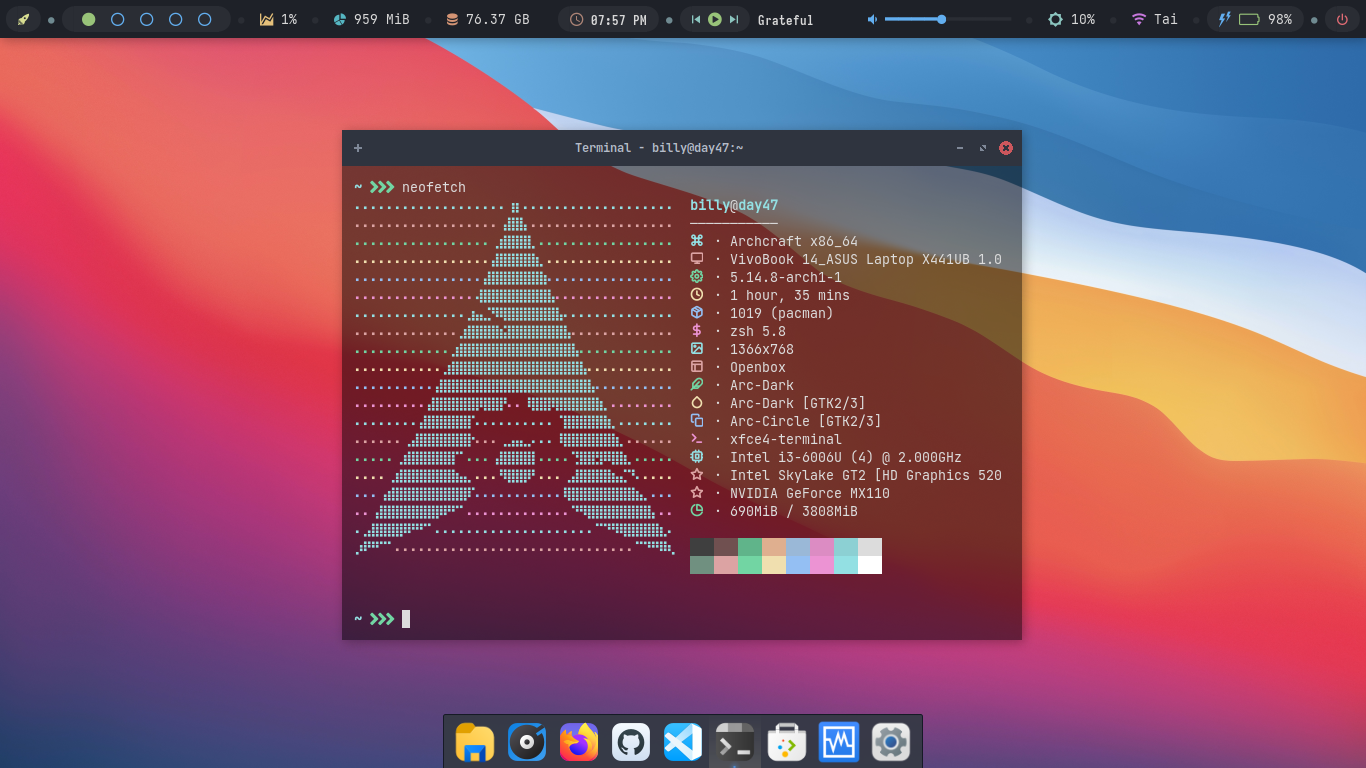 1%
959 MiB
76.37 GB
07:57 PM
Grateful
10%
Tai
98%
Terminal - billy@day47:~
~ neofetch
billy@day47
· Archcraft x86_64
· VivoBook 14_ASUS Laptop X441UB 1.0
· 5.14.8-arch1-1
· 1 hour, 35 mins
· 1019 (pacman)
· zsh 5.8
· 1366x768
· Openbox
· Arc-Dark
· Arc-Dark [GTK2/3]
· Arc-Circle [GTK2/3]
· xfce4-terminal
· Intel i3-6006U (4) @ 2.000GHz
· Intel Skylake GT2 [HD Graphics 520
· NVIDIA GeForce MX110
· 690MiB / 3808MiB
~